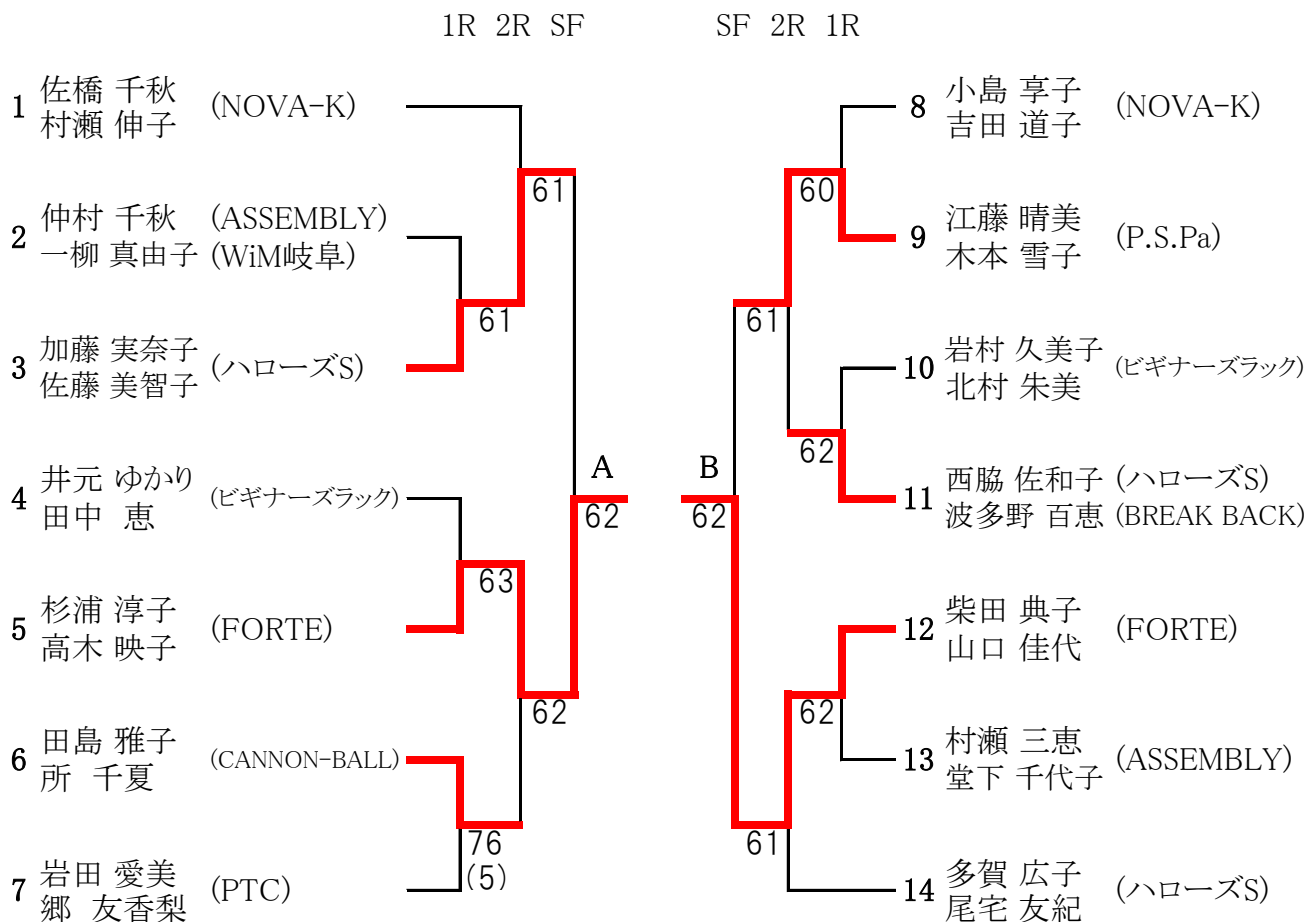 1R 2R SF
SF 2R 1R
1 佐橋 千秋 (NOVA-K)
村瀬 伸子
2 仲村 千秋 (ASSEMBLY)
一柳 真由子 (WiM岐阜)
3 加藤 実奈子 (ハローズS)
佐藤 美智子
4 井元 ゆかり (ビギナーズラック)
田中 恵
5 杉浦 淳子 (FORTE)
高木 映子
6 田島 雅子 (CANNON-BALL)
所 千夏
7 岩田 愛美 (PTC)
郷 友香梨
61
61
63
62
76
(5)
A
62
B
62
60
61
62
62
61
8 小島 享子 (NOVA-K)
吉田 道子
9 江藤 晴美 (P.S.Pa)
木本 雪子
10 岩村 久美子 (ビギナーズラック)
北村 朱美
11 西脇 佐和子 (ハローズS)
波多野 百恵 (BREAK BACK)
12 柴田 典子 (FORTE)
山口 佳代
13 村瀬 三恵 (ASSEMBLY)
堂下 千代子
14 多賀 広子 (ハローズS)
尾宅 友紀